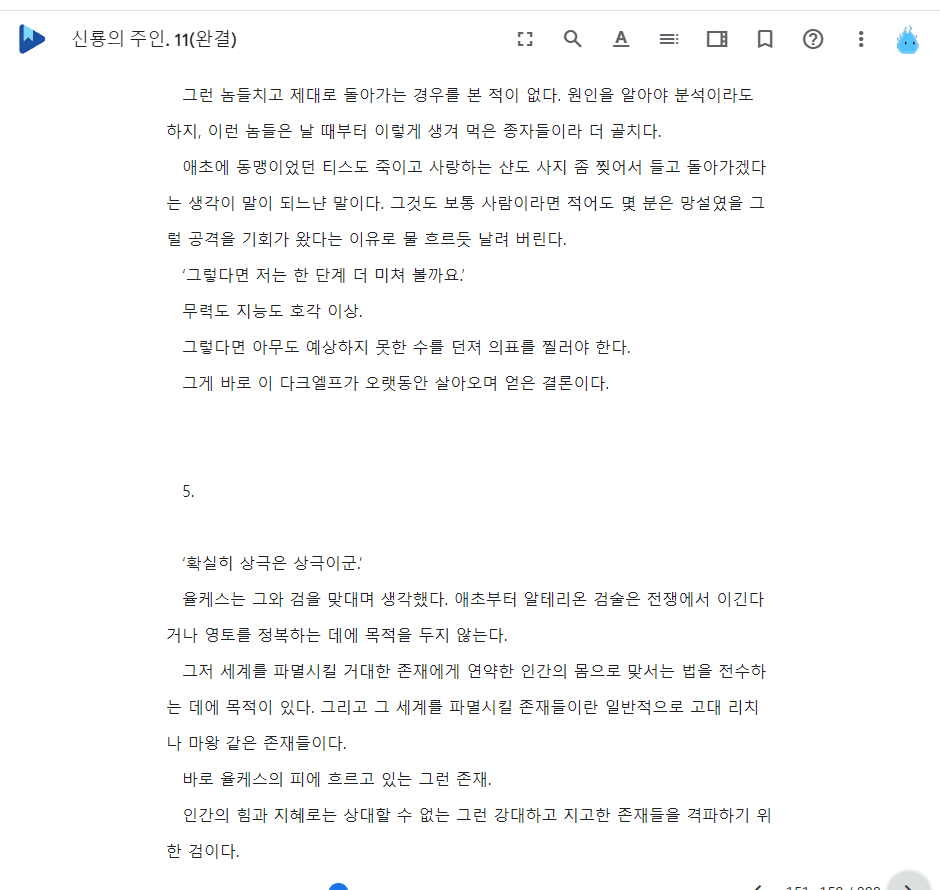 신룡의 주인. 11(완결)
그런 놈들치고 제대로 돌아가는 경우를 본 적이 없다. 원인을 알아야 분석이라도
하지, 이런 놈들은 날 때부터 이렇게 생겨 먹은 종자들이라 더 골치다.
애초에 동맹이었던 티스도 죽이고 사랑하는 샨도 사지 좀 찢어서 들고 돌아가겠다
는 생각이 말이 되느냔 말이다. 그것도 보통 사람이라면 적어도 몇 분은 망설였을 그
럴 공격을 기회가 왔다는 이유로 물 흐르듯 날려 버린다.
‘그렇다면 저는 한 단계 더 미쳐 볼까요.’
무력도 지능도 호각 이상.
그렇다면 아무도 예상하지 못한 수를 던져 의표를 찔러야 한다.
그게 바로 이 다크엘프가 오랫동안 살아오며 얻은 결론이다.
5.
‘확실히 상극은 상극이군.’
율케스는 그와 검을 맞대며 생각했다. 애초부터 알테리온 검술은 전쟁에서 이긴다
거나 영토를 정복하는 데에 목적을 두지 않는다.
그저 세계를 파멸시킬 거대한 존재에게 연약한 인간의 몸으로 맞서는 법을 전수하
는 데에 목적이 있다. 그리고 그 세계를 파멸시킬 존재들이란 일반적으로 고대 리치
나 마왕 같은 존재들이다.
바로 율케스의 피에 흐르고 있는 그런 존재.
인간의 힘과 지혜로는 상대할 수 없는 그런 강대하고 지고한 존재들을 격파하기 위
한 검이다.